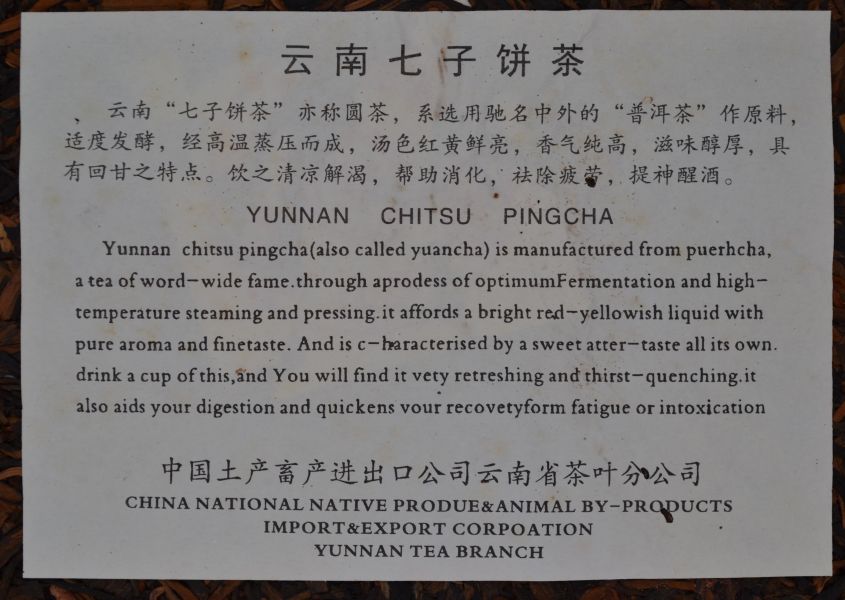 云南七子饼茶
、 云南“七子饼茶”亦称圆茶，系选用驰名中外的“普洱茶”作原料，
适度发酵，经高温蒸压而成，汤色红黄鲜亮，香气纯高，滋味醇厚，具
有回甘之特点。饮之清凉解渴，帮助消化，祛除疲劳，提神醒酒。
YUNNAN CHITSU PINGCHA
Yunnan chitsu pingcha(also called yuancha) is manufactured from puerhcha,
a tea of word-wide fame.through aprodess of optimumFermentation and high-
temperature steaming and pressing.it affords a bright red-yellowish liquid with
pure aroma and finetaste. And is c-haracterised by a sweet atter-taste all its own.
drink a cup of this,and You will find it vety retreshing and thirst-quenching.it
also aids your digestion and quickens vour recovetyform fatigue or intoxication
中国土产畜产进出口公司云南省茶叶分公司
CHINA NATIONAL NATIVE PRODUE&ANIMAL BY-PRODUCTS
IMPORT&EXPORT CORPOATION
YUNNAN TEA BRANCH